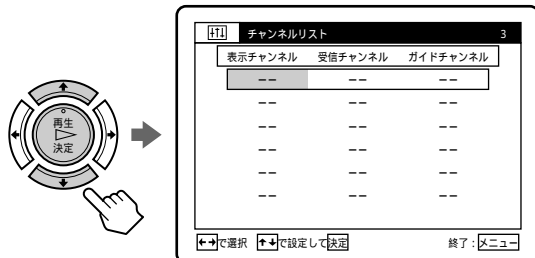 チャンネルリスト 3
表示チャンネル 受信チャンネル ガイドチャンネル
-- -- --
-- -- --
-- -- --
-- -- --
-- -- --
-- -- --
再生
決定
←→で選択 ↑↓で設定して決定 終了:メニュー